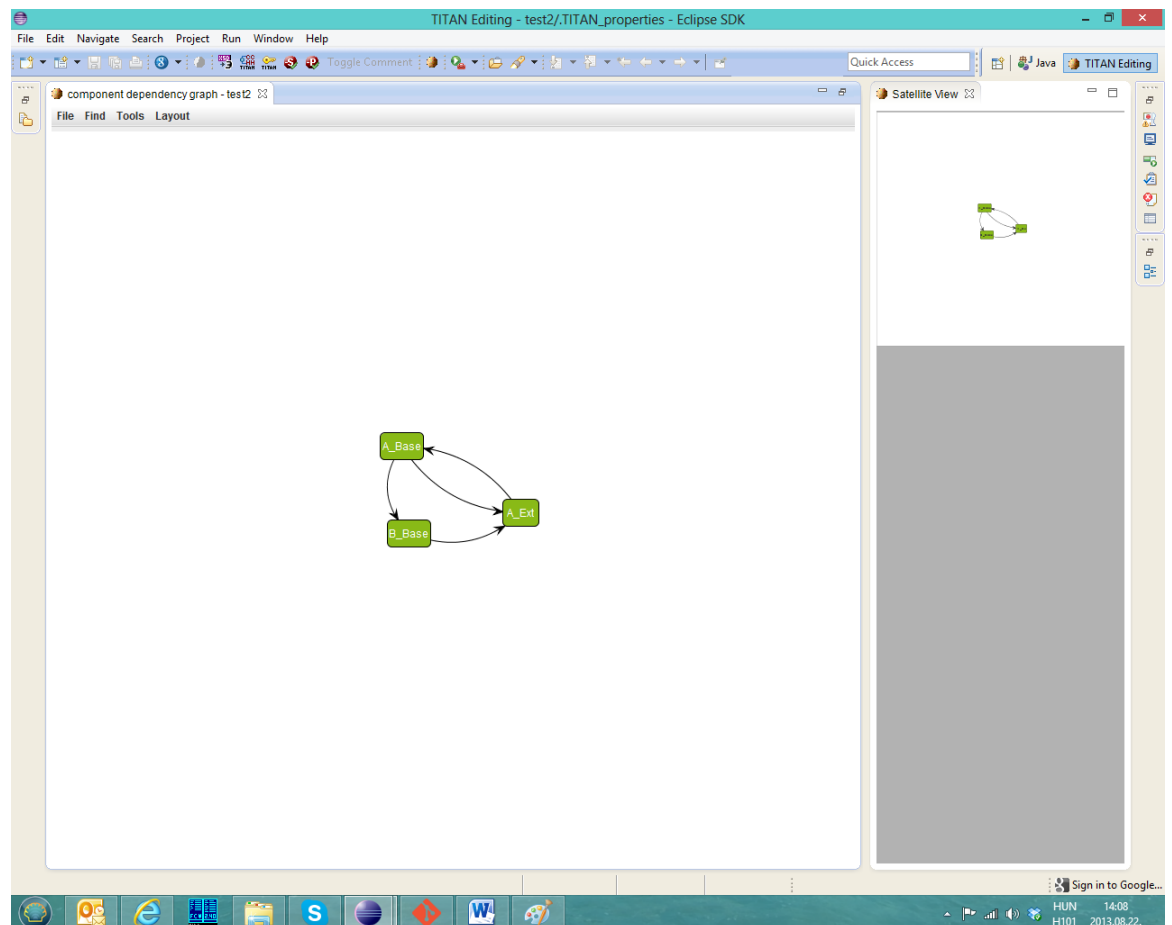 TITAN Editing - test2/.TITAN_properties - Eclipse SDK
File Edit Navigate Search Project Run Window Help
Toggle Comment
Quick Access
Java
TITAN Editing
component dependency graph - test2
Satellite View
File Find Tools Layout
A_Base
A_Ext
B_Base
Sign in to Google...
HUN 14:08
H101 2013.08.22.